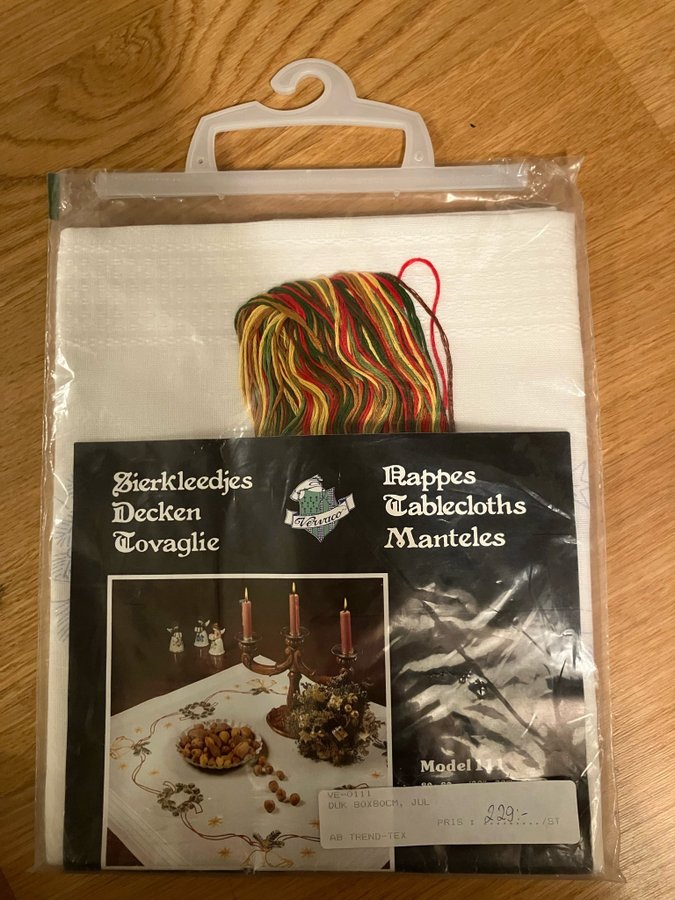 Sierkleedjes
Decken
Tovaglie
Vervaco
Nappes
Tablecloths
Manteles
Model 111
VE-0111
DUK 80X80CM, JUL
PRIS : 229:- /ST
AB TREND-TEX